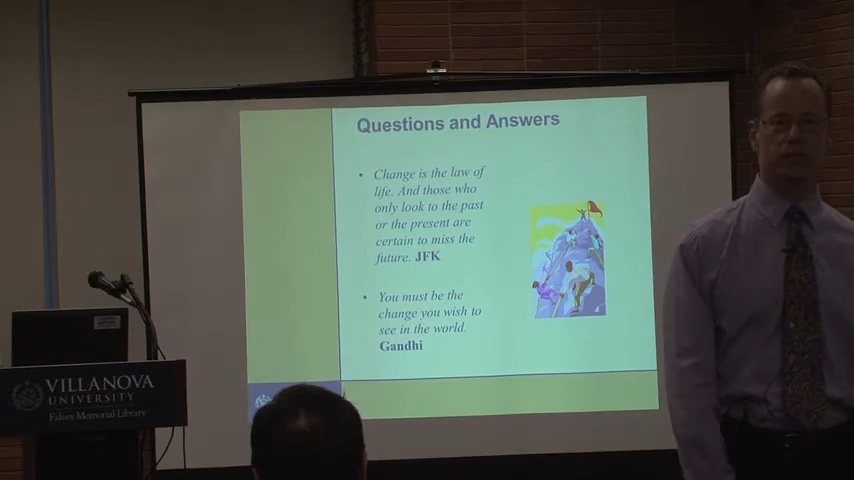 Questions and Answers
• Change is the law of
life. And those who
only look to the past
or the present are
certain to miss the
future. JFK
• You must be the
change you wish to
see in the world.
Gandhi
VILLANOVA
UNIVERSITY
Falvey Memorial Library